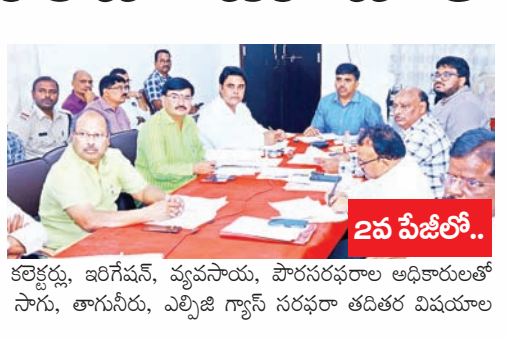 2వ పేజీలో..
కలెక్టర్లు, ఇరిగేషన్, వ్యవసాయ, పౌరసరఫరాల అధికారులతో
సాగు, తాగునీరు, ఎల్పిజి గ్యాస్ సరఫరా తదితర విషయాల